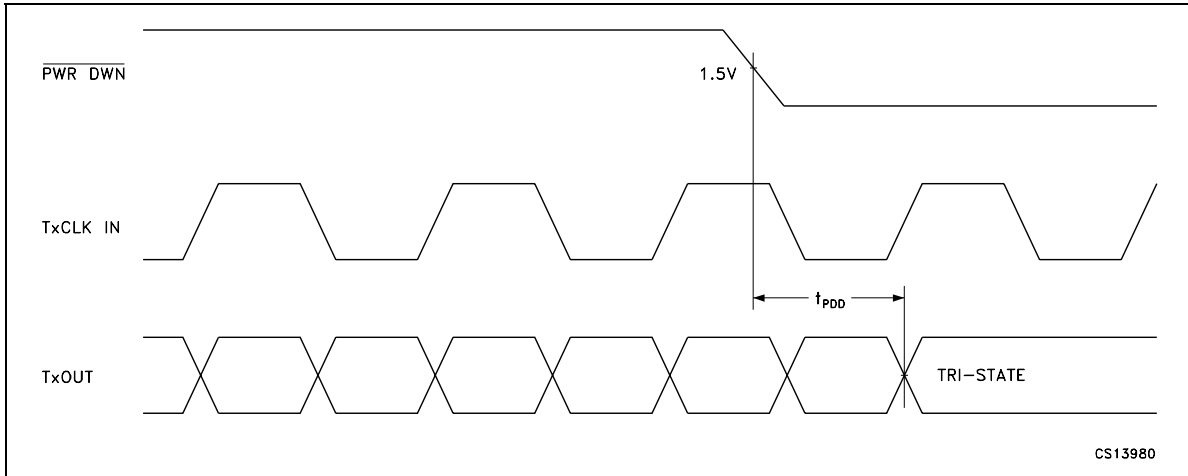 PWR DWN
1.5V
TxCLK IN
tPDD
TxOUT
TRI-STATE
CS13980